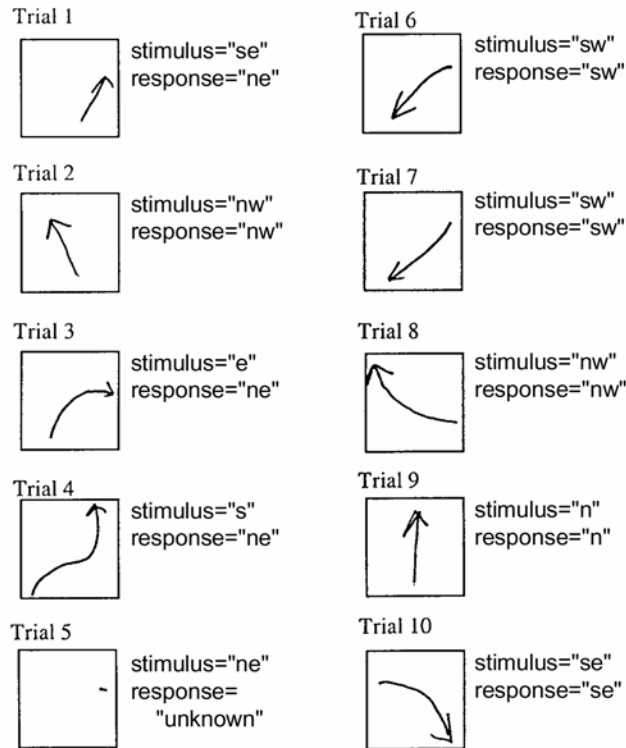 Trial 1
stimulus="se"
response="ne"
Trial 2
stimulus="nw"
response="nw"
Trial 3
stimulus="e"
response="ne"
Trial 4
stimulus="s"
response="ne"
Trial 5
stimulus="ne"
response=
"unknown"
Trial 6
stimulus="sw"
response="sw"
Trial 7
stimulus="sw"
response="sw"
Trial 8
stimulus="nw"
response="nw"
Trial 9
stimulus="n"
response="n"
Trial 10
stimulus="se"
response="se"